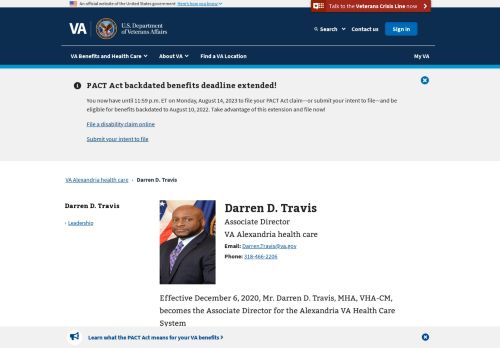 An official website of the United States government Here's how you know
Talk to the Veterans Crisis Line now
VA
U.S. Department
of Veterans Affairs
Search
Contact us
Sign in
VA Benefits and Health Care
About VA
Find a VA Location
My VA
PACT Act backdated benefits deadline extended!
You now have until 11:59 p.m. ET on Monday, August 14, 2023 to file your PACT Act claim—or submit your intent to file—and be
eligible for benefits backdated to August 10, 2022. Take advantage of this extension and file now!
File a disability claim online
Submit your intent to file
VA Alexandria health care › Darren D. Travis
Darren D. Travis
› Leadership
Darren D. Travis
Associate Director
VA Alexandria health care
Email: Darren.Travis@va.gov
Phone: 318-466-2206
Effective December 6, 2020, Mr. Darren D. Travis, MHA, VHA-CM,
becomes the Associate Director for the Alexandria VA Health Care
System
Learn what the PACT Act means for your VA benefits